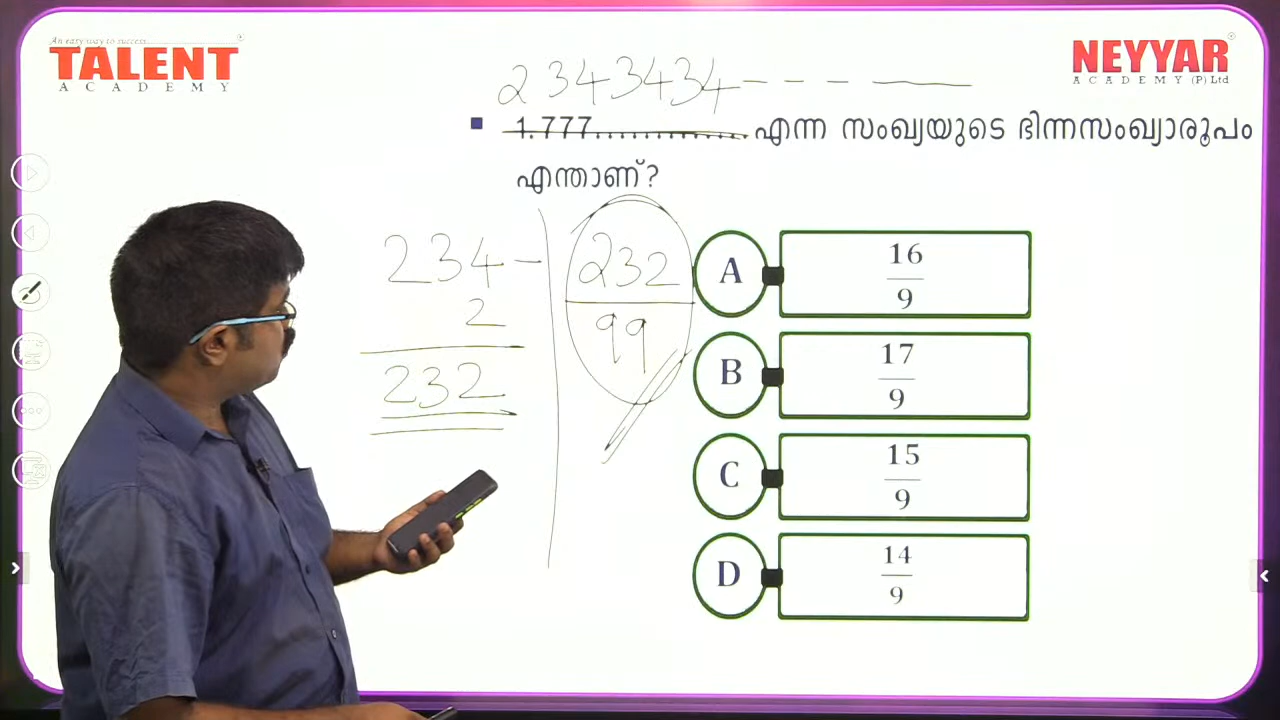 An easy way to success
TALENT
ACADEMY
NEYYAR
ACADEMY (P) Ltd
2343434
1.777.................. എന്ന സംഖ്യയുടെ ഭിന്നസംഖ്യാരൂപം
എന്താണ്?
234 -
2
232
232
99
A
16
9
B
17
9
C
15
9
D
14
9